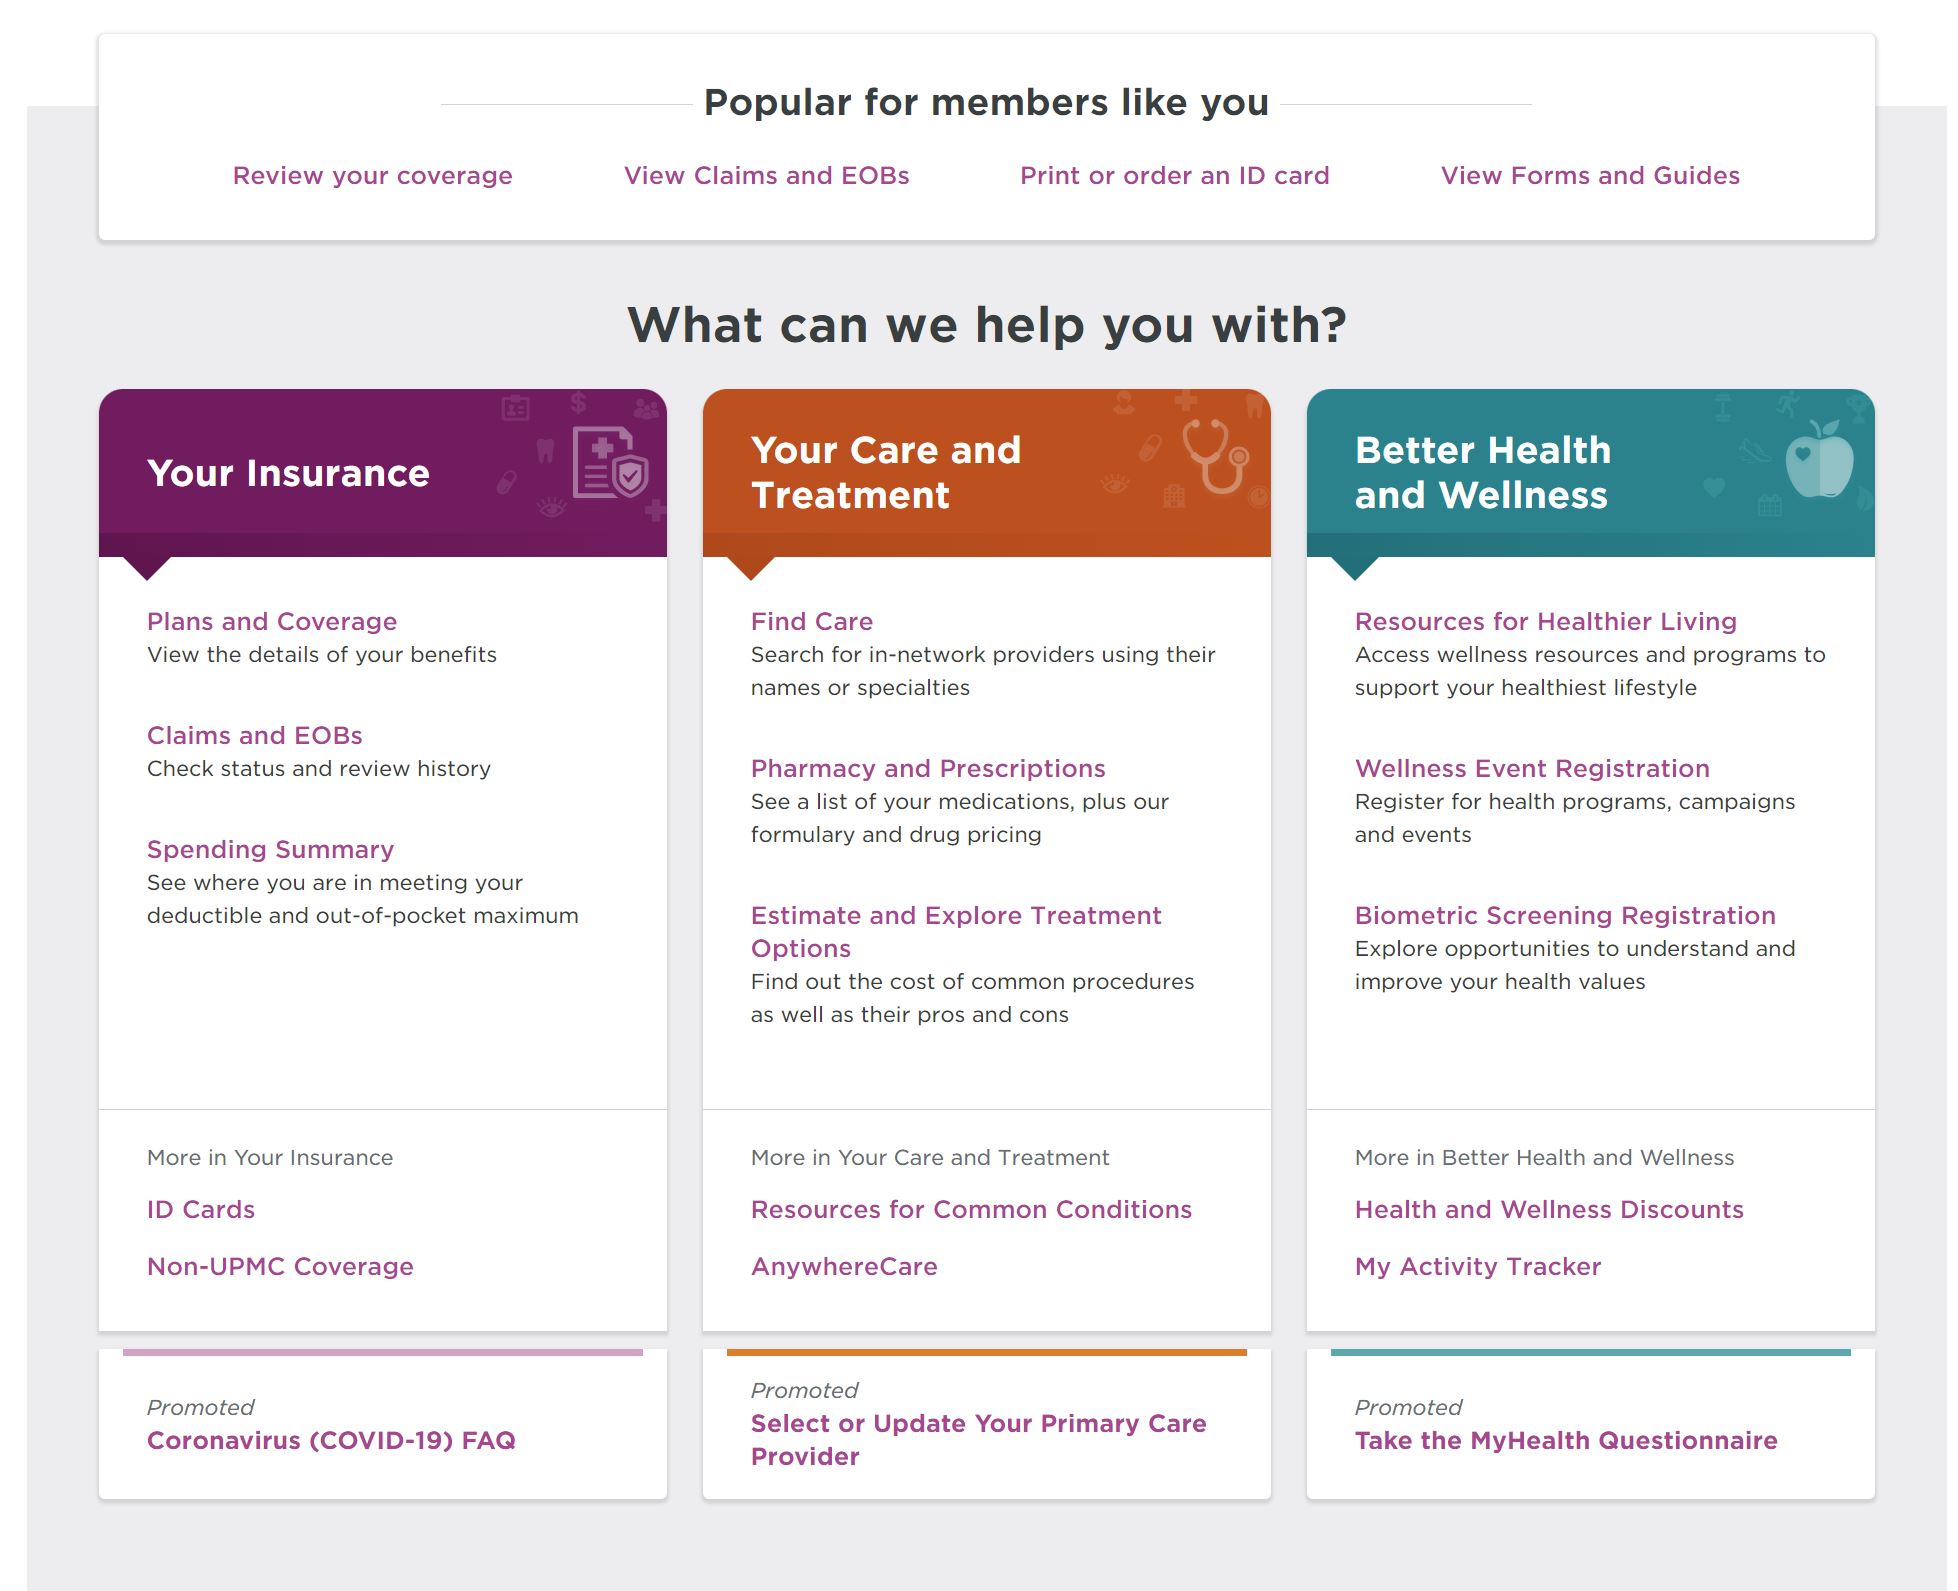 Popular for members like you
Review your coverage
View Claims and EOBs
Print or order an ID card
View Forms and Guides
What can we help you with?
Your Insurance
Plans and Coverage
View the details of your benefits
Claims and EOBs
Check status and review history
Spending Summary
See where you are in meeting your
deductible and out-of-pocket maximum
More in Your Insurance
ID Cards
Non-UPMC Coverage
Promoted
Coronavirus (COVID-19) FAQ
Your Care and
Treatment
Find Care
Search for in-network providers using their
names or specialties
Pharmacy and Prescriptions
See a list of your medications, plus our
formulary and drug pricing
Estimate and Explore Treatment
Options
Find out the cost of common procedures
as well as their pros and cons
More in Your Care and Treatment
Resources for Common Conditions
AnywhereCare
Promoted
Select or Update Your Primary Care
Provider
Better Health
and Wellness
Resources for Healthier Living
Access wellness resources and programs to
support your healthiest lifestyle
Wellness Event Registration
Register for health programs, campaigns
and events
Biometric Screening Registration
Explore opportunities to understand and
improve your health values
More in Better Health and Wellness
Health and Wellness Discounts
My Activity Tracker
Promoted
Take the MyHealth Questionnaire